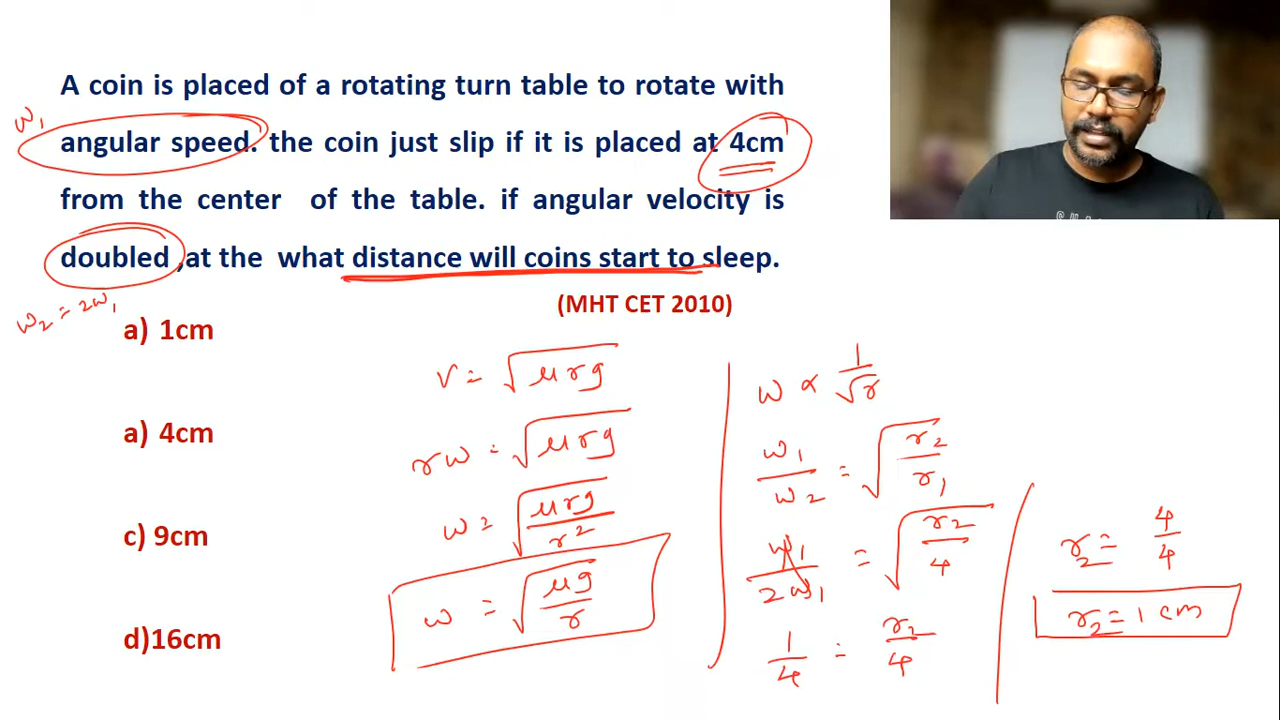 A coin is placed of a rotating turn table to rotate with
ω₁
angular speed. the coin just slip if it is placed at 4cm
from the center of the table. if angular velocity is
doubled ,at the what distance will coins start to sleep.
ω₂ = 2ω₁
(MHT CET 2010)
a) 1cm
a) 4cm
c) 9cm
d)16cm
v = √μrg
rω = √μrg
ω = √(μrg/r²)
ω = √(μg/r)
ω ∝ 1/√r
ω₁/ω₂ = √(r₂/r₁)
ω₁/2ω₁ = √(r₂/4)
1/4 = r₂/4
r₂ = 4/4
r₂ = 1 cm